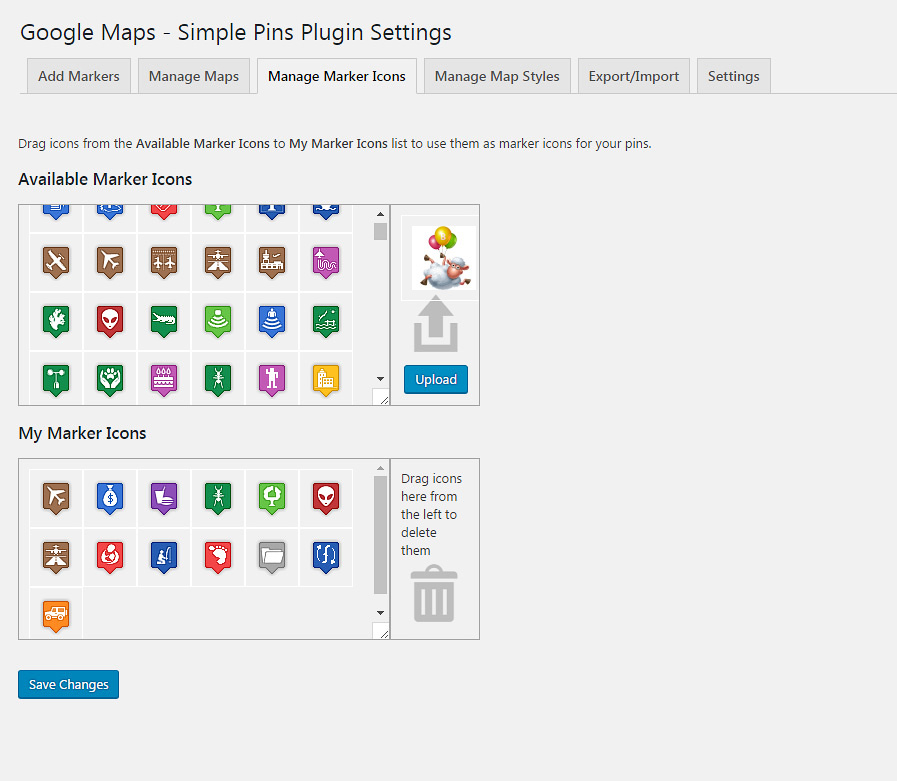 Google Maps - Simple Pins Plugin Settings
Add Markers
Manage Maps
Manage Marker Icons
Manage Map Styles
Export/Import
Settings
Drag icons from the Available Marker Icons to My Marker Icons list to use them as marker icons for your pins.
Available Marker Icons
Upload
My Marker Icons
Drag icons
here from
the left to
delete
them
Save Changes